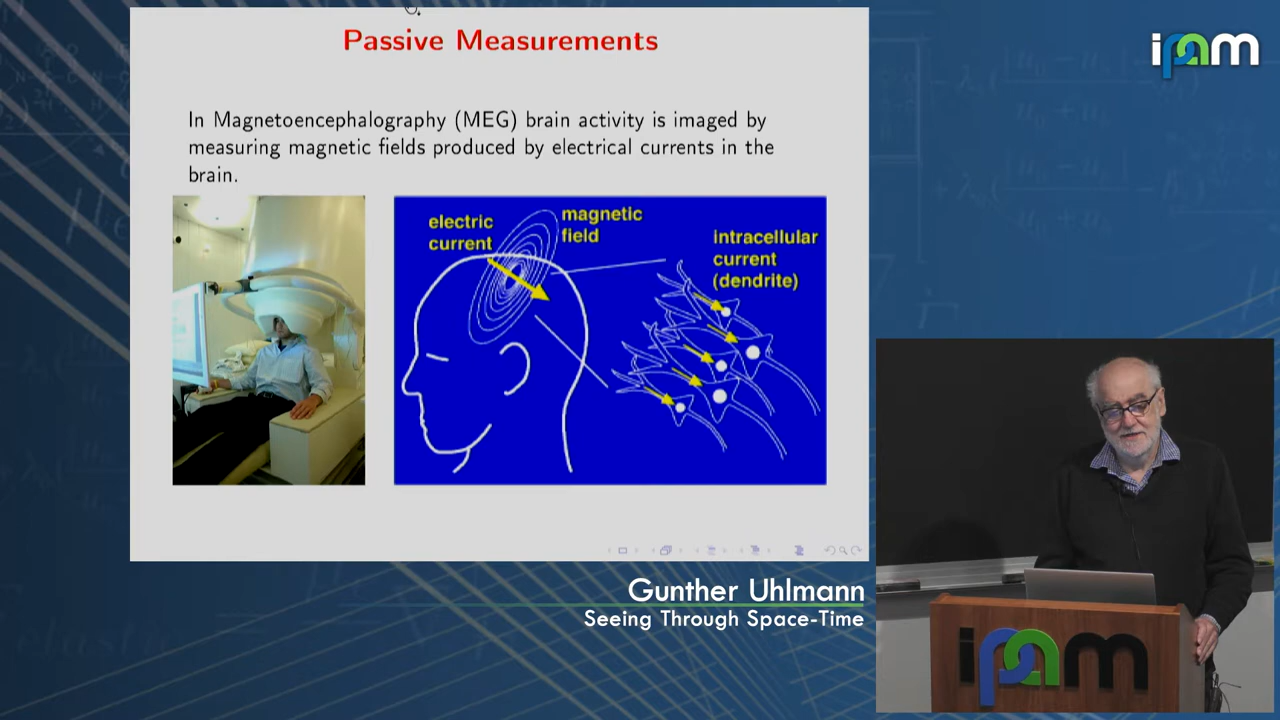 Passive Measurements
ipam
In Magnetoencephalography (MEG) brain activity is imaged by
measuring magnetic fields produced by electrical currents in the
brain.
electric
current
magnetic
field
intracellular
current
(dendrite)
Gunther Uhlmann
Seeing Through Space-Time
ipam